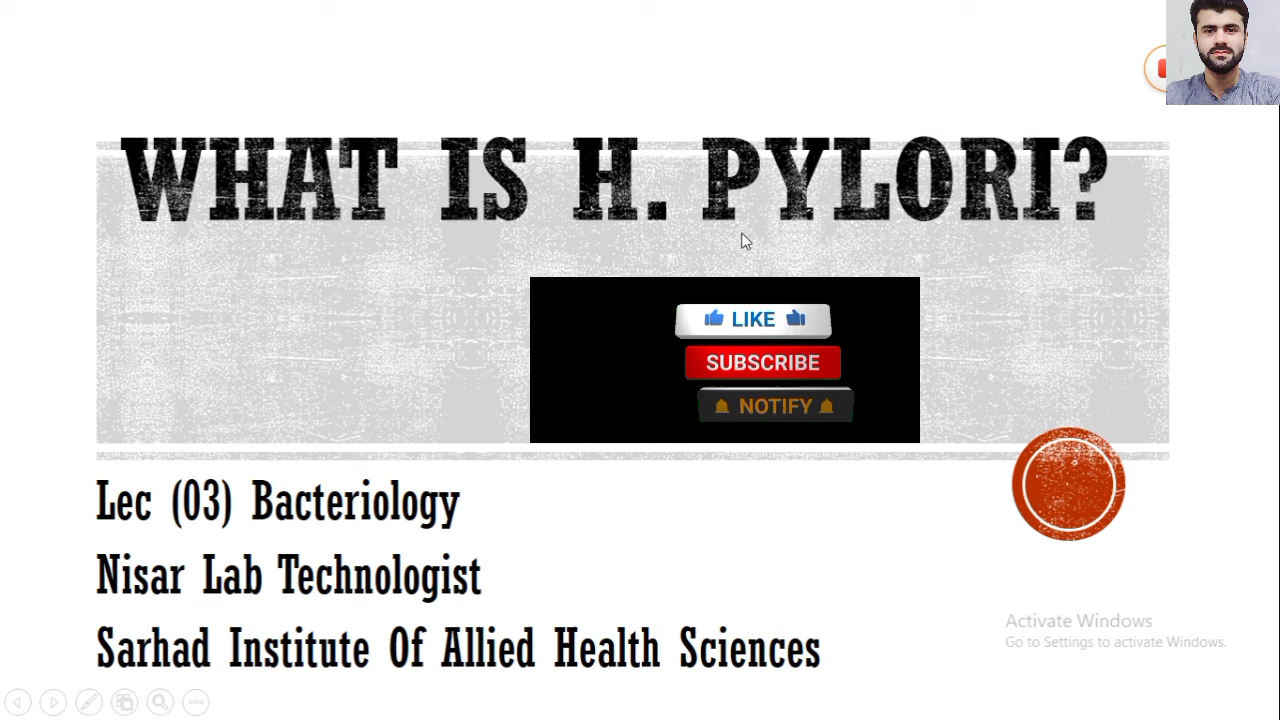 WHAT IS H. PYLORI?
LIKE
SUBSCRIBE
NOTIFY
Lec (03) Bacteriology
Nisar Lab Technologist
Sarhad Institute Of Allied Health Sciences
Activate Windows
Go to Settings to activate Windows.